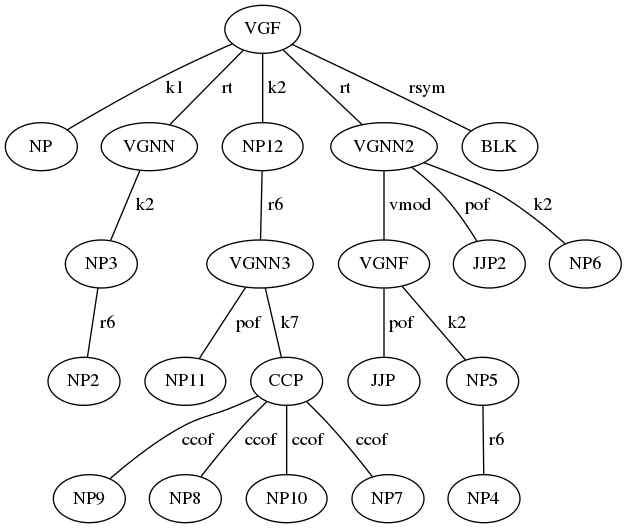 VGF
k1 rt k2 rt rsym
NP VGNN NP12 VGNN2 BLK
k2 r6 vmod pof k2
NP3 VGNN3 VGNF JJP2 NP6
r6 pof k7 pof k2
NP2 NP11 CCP JJP NP5
ccof ccof ccof ccof r6
NP9 NP8 NP10 NP7 NP4